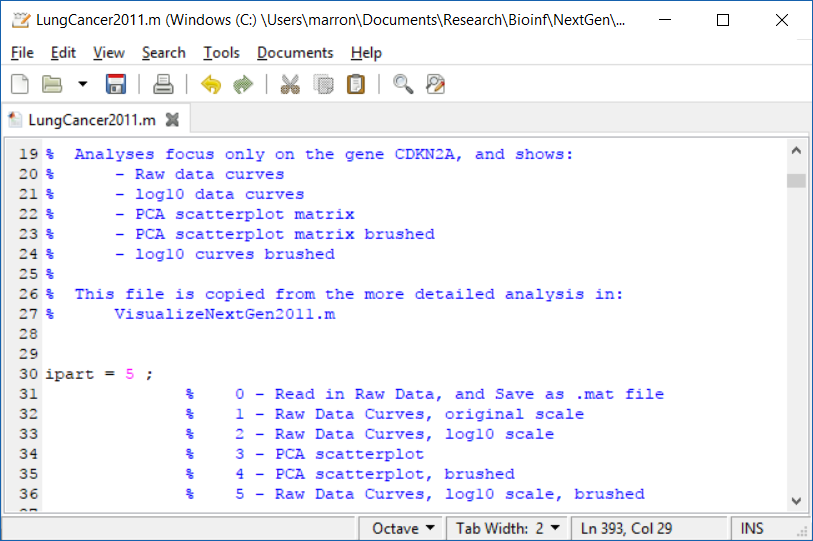 LungCancer2011.m (Windows (C:) \Users\marron\Documents\Research\Bioinf\NextGen\...
File Edit View Search Tools Documents Help
LungCancer2011.m
19 %  Analyses focus only on the gene CDKN2A, and shows:
20 %      - Raw data curves
21 %      - log10 data curves
22 %      - PCA scatterplot matrix
23 %      - PCA scatterplot matrix brushed
24 %      - log10 curves brushed
25 %
26 %  This file is copied from the more detailed analysis in:
27 %      VisualizeNextGen2011.m
28
29
30 ipart = 5 ;
31               %    0 - Read in Raw Data, and Save as .mat file
32               %    1 - Raw Data Curves, original scale
33               %    2 - Raw Data Curves, log10 scale
34               %    3 - PCA scatterplot
35               %    4 - PCA scatterplot, brushed
36               %    5 - Raw Data Curves, log10 scale, brushed
Octave Tab Width: 2 Ln 393, Col 29 INS